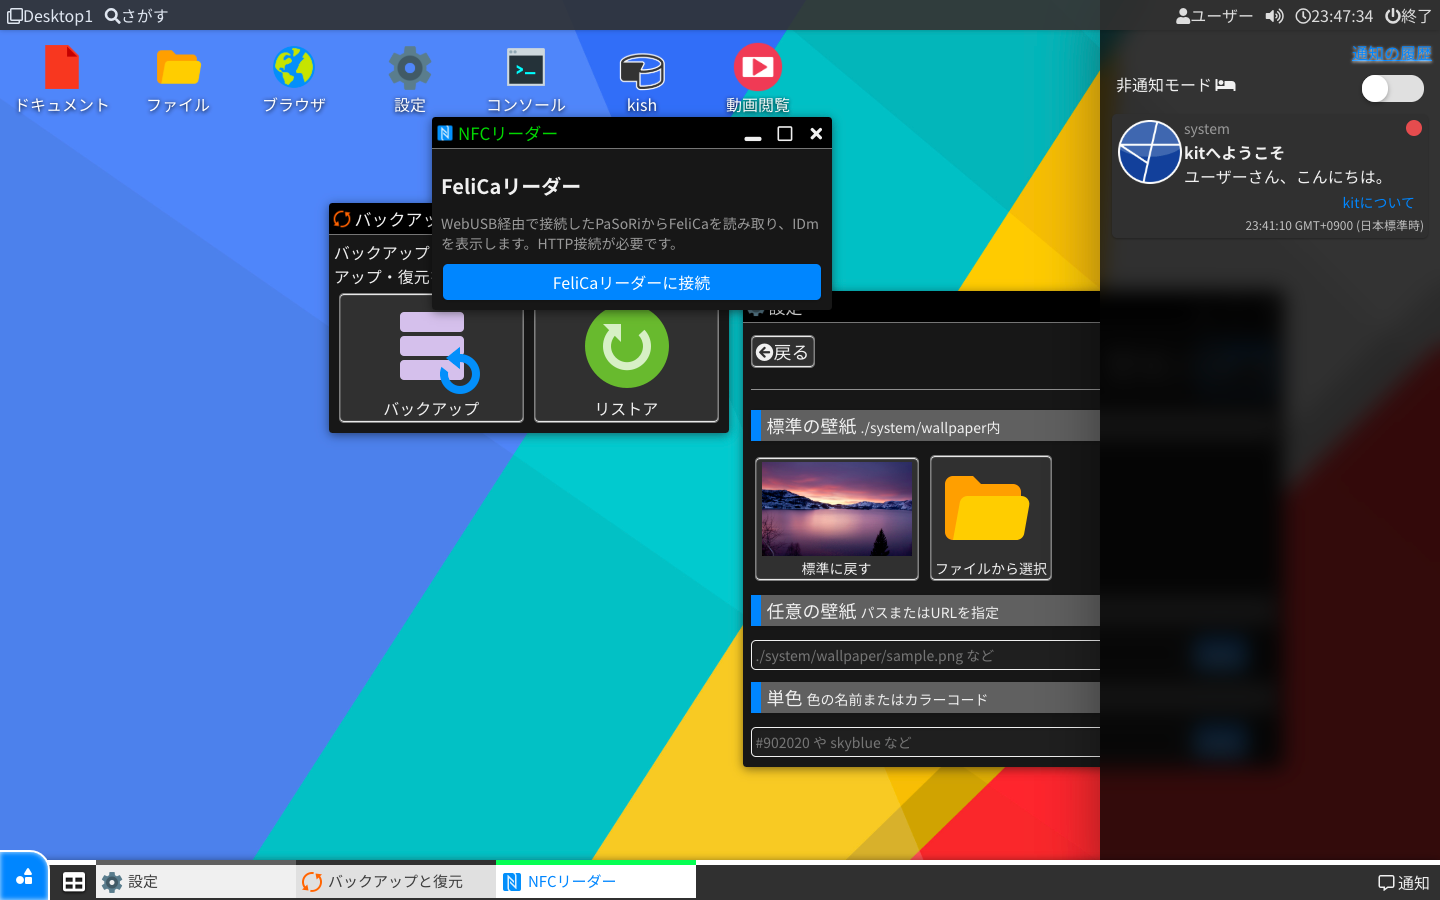 Desktop1 さがす
ユーザー 23:47:34 終了
ドキュメント
ファイル
ブラウザ
設定
コンソール
kish
動画閲覧
通知の履歴
非通知モード
system
kitへようこそ
ユーザーさん、こんにちは。
kitについて
23:41:10 GMT+0900 (日本標準時)
NFCリーダー
FeliCaリーダー
WebUSB経由で接続したPaSoRiからFeliCaを読み取り、IDm
を表示します。HTTP接続が必要です。
FeliCaリーダーに接続
バックアッ
バックアップ
アップ・復元
バックアップ
リストア
設定
戻る
標準の壁紙 ./system/wallpaper内
標準に戻す
ファイルから選択
任意の壁紙 パスまたはURLを指定
./system/wallpaper/sample.png など
単色 色の名前またはカラーコード
#902020 や skyblue など
設定
バックアップと復元
NFCリーダー
通知